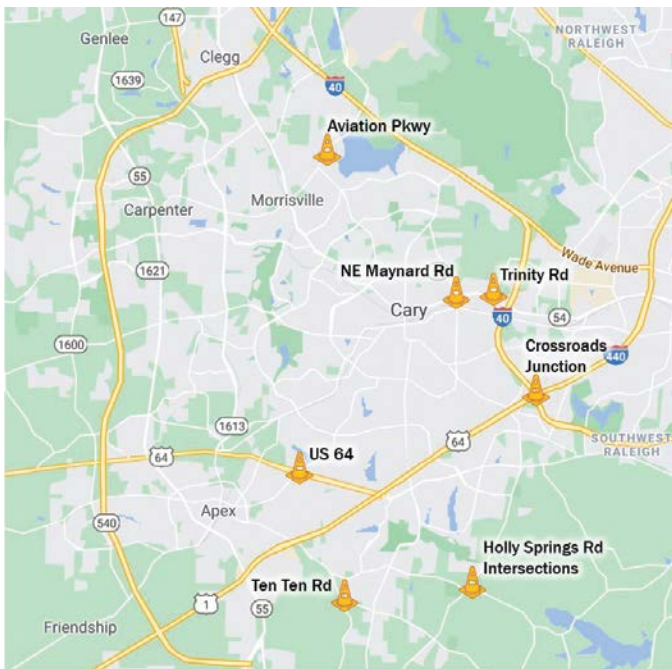 147
Genlee
Clegg
NORTHWEST
RALEIGH
1639
40
Aviation Pkwy
55
Carpenter
Morrisville
1621
Wade Avenue
NE Maynard Rd
Trinity Rd
Cary
40
54
1600
Crossroads
Junction
440
1613
64
64
US 64
SOUTHWEST
RALEIGH
Apex
540
Holly Springs Rd
Intersections
Ten Ten Rd
1
55
Friendship